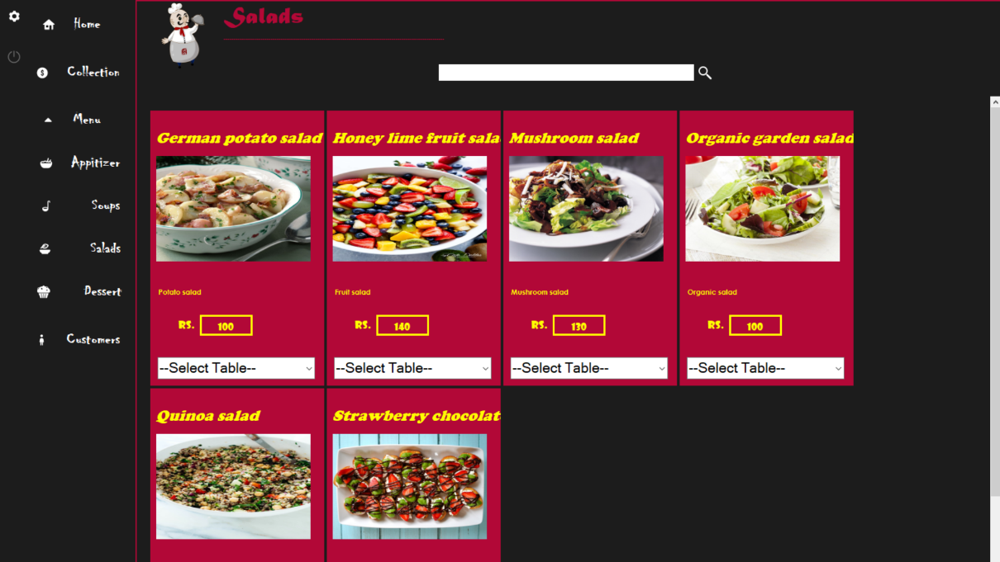 Home
Collection
Menu
Appitizer
Soups
Salads
Dessert
Customers
Salads
German potato salad
Honey lime fruit sala
Mushroom salad
Organic garden salad
Potato salad
Fruit salad
Mushroom salad
Organic salad
RS. 100
RS. 140
RS. 130
RS. 100
--Select Table--
--Select Table--
--Select Table--
--Select Table--
Quinoa salad
Strawberry chocolat